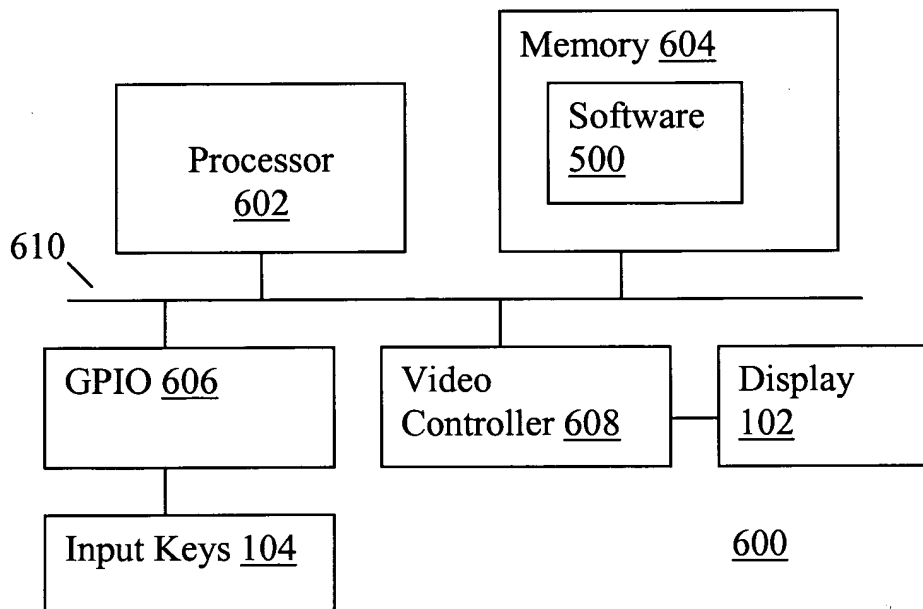 Memory 604
Software
500
Processor
602
610
GPIO 606
Video
Controller 608
Display
102
Input Keys 104
600